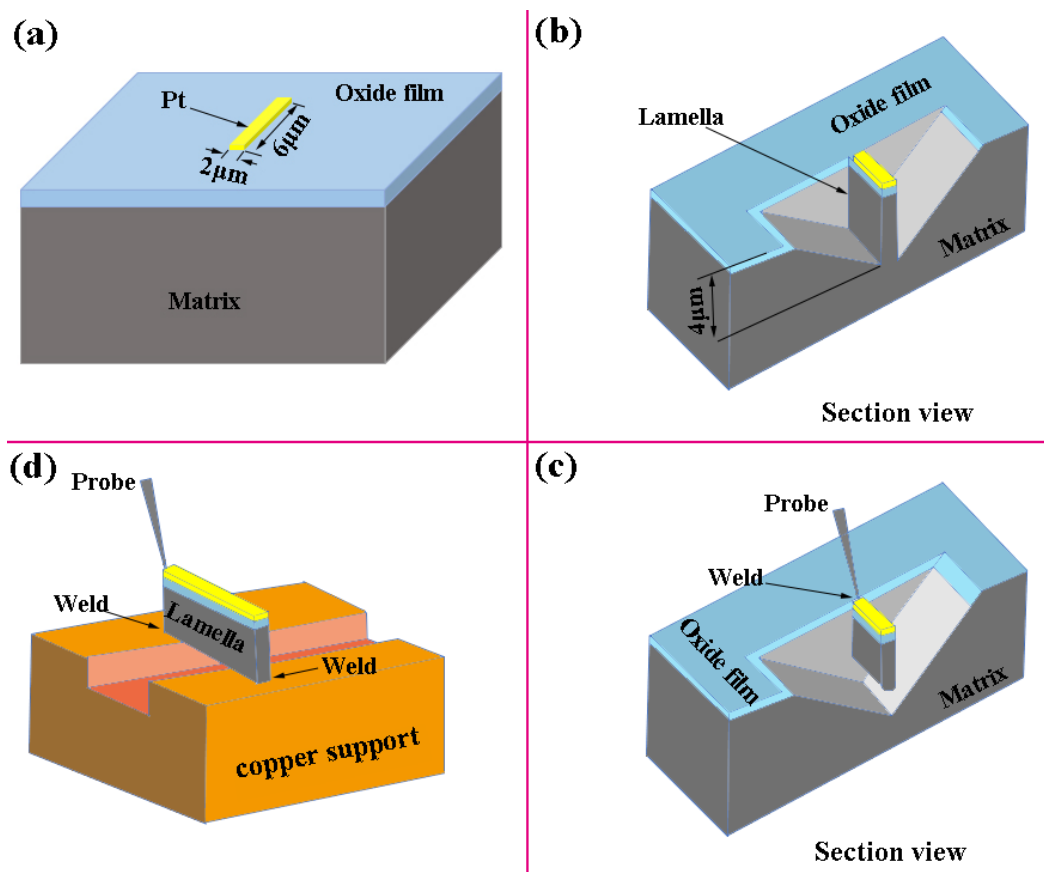 (a)
Pt
Oxide film
2μm
6μm
Matrix
(b)
Lamella
Oxide film
Matrix
4μm
Section view
(d)
Probe
Weld
Lamella
Weld
copper support
(c)
Probe
Weld
Oxide film
Matrix
Section view